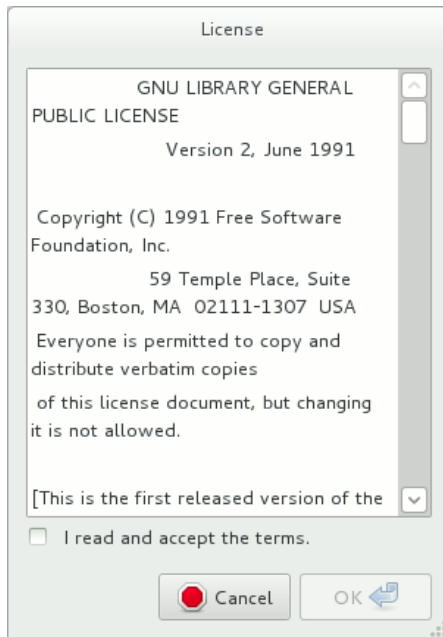 License
GNU LIBRARY GENERAL
PUBLIC LICENSE
Version 2, June 1991
Copyright (C) 1991 Free Software
Foundation, Inc.
59 Temple Place, Suite
330, Boston, MA  02111-1307  USA
Everyone is permitted to copy and
distribute verbatim copies
of this license document, but changing
it is not allowed.
[This is the first released version of the
I read and accept the terms.
Cancel
OK